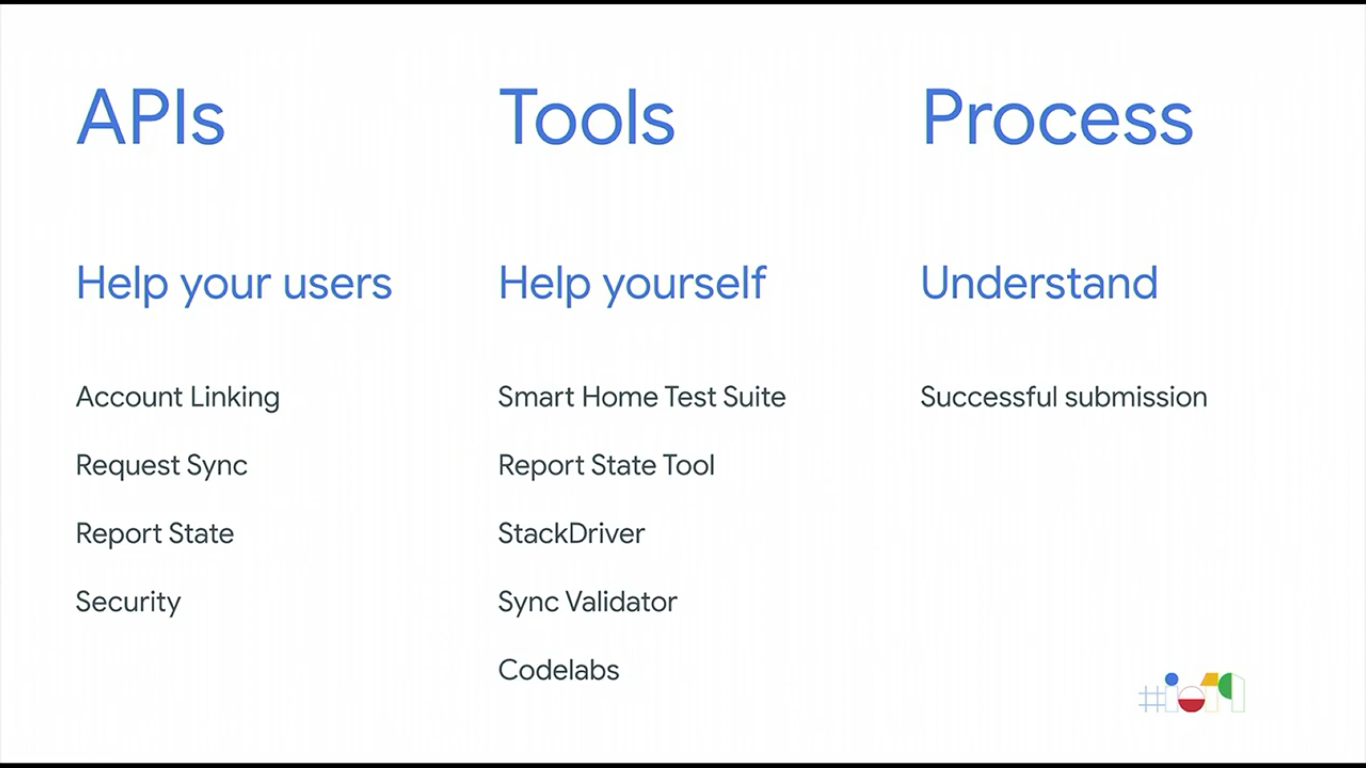 APIs
Help your users
Account Linking
Request Sync
Report State
Security
Tools
Help yourself
Smart Home Test Suite
Report State Tool
StackDriver
Sync Validator
Codelabs
Process
Understand
Successful submission
#io19